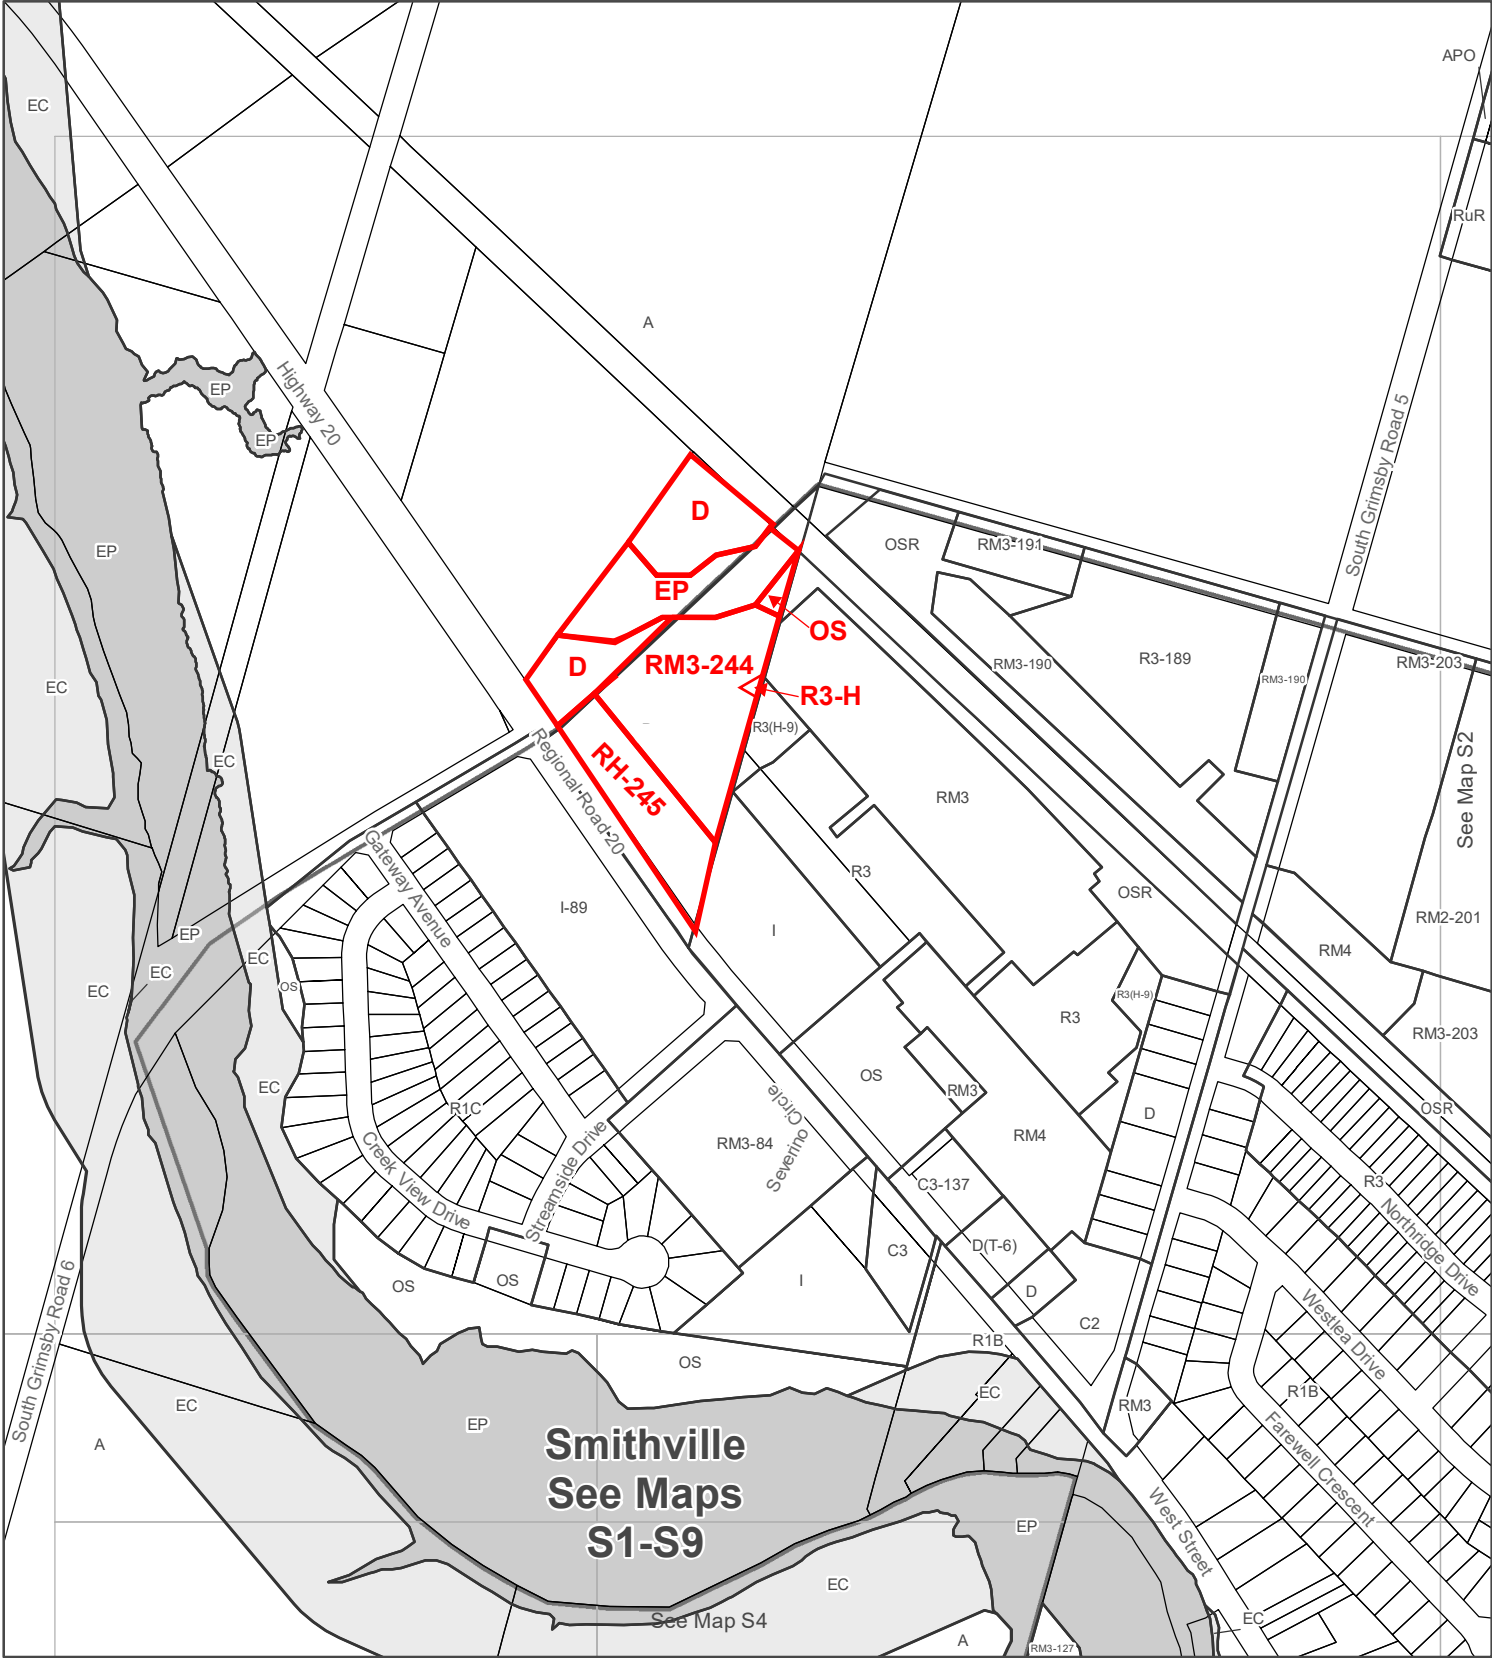 APO
EC
RuR
A
EP
Highway 20
EP
South Grimsby Road 5
D
OSR
RM3-191
EP
EP
OS
R3-189
RM3-203
D
RM3-244
RM3-190
RM3-190
EC
R3-H
R3(H-9)
Regional Road 20
See Map S2
EC
RH-245
RM3
Gateway Avenue
R3
OSR
I-89
RM2-201
I
EP
RM4
EC
EC
EC
OS
R3(H-9)
R3
RM3-203
OS
EC
RM3
R1C
D
OSR
Severino Circle
RM4
RM3-84
Streamside Drive
Creek View Drive
C3-137
R3
Northridge Drive
D(T-6)
C3
OS
OS
I
D
C2
South Grimsby Road 6
Westlea Drive
R1B
OS
EC
R1B
EC
RM3
EP
A
Smithville
See Maps
S1-S9
Farewell Crescent
West Street
EP
EC
See Map S4
EC
A
RM3-127